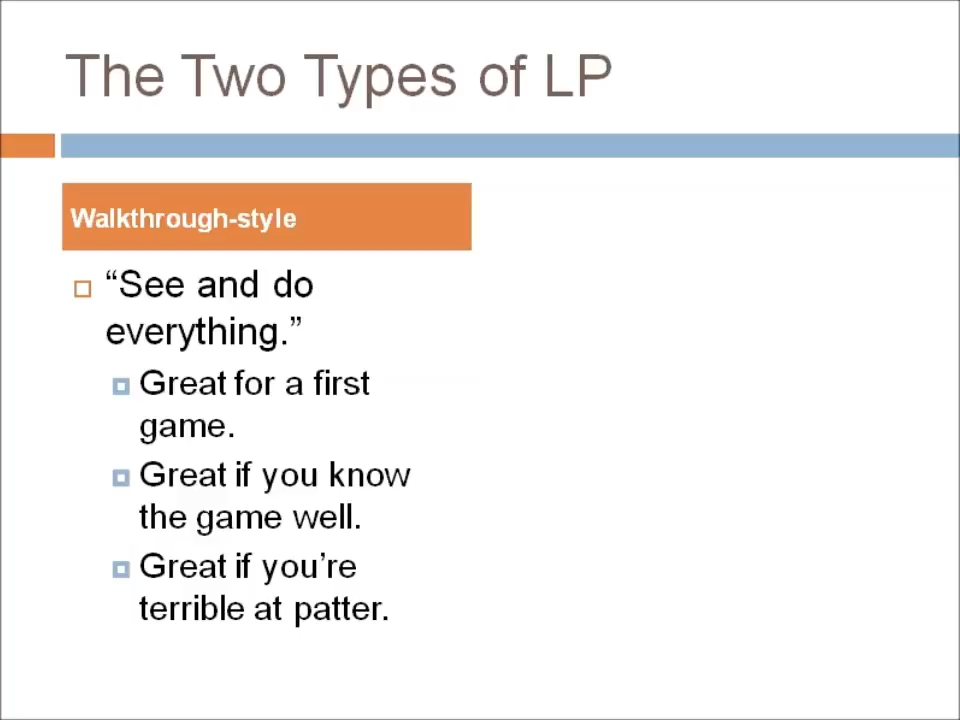 The Two Types of LP
Walkthrough-style
“See and do
everything.”
Great for a first
game.
Great if you know
the game well.
Great if you’re
terrible at patter.